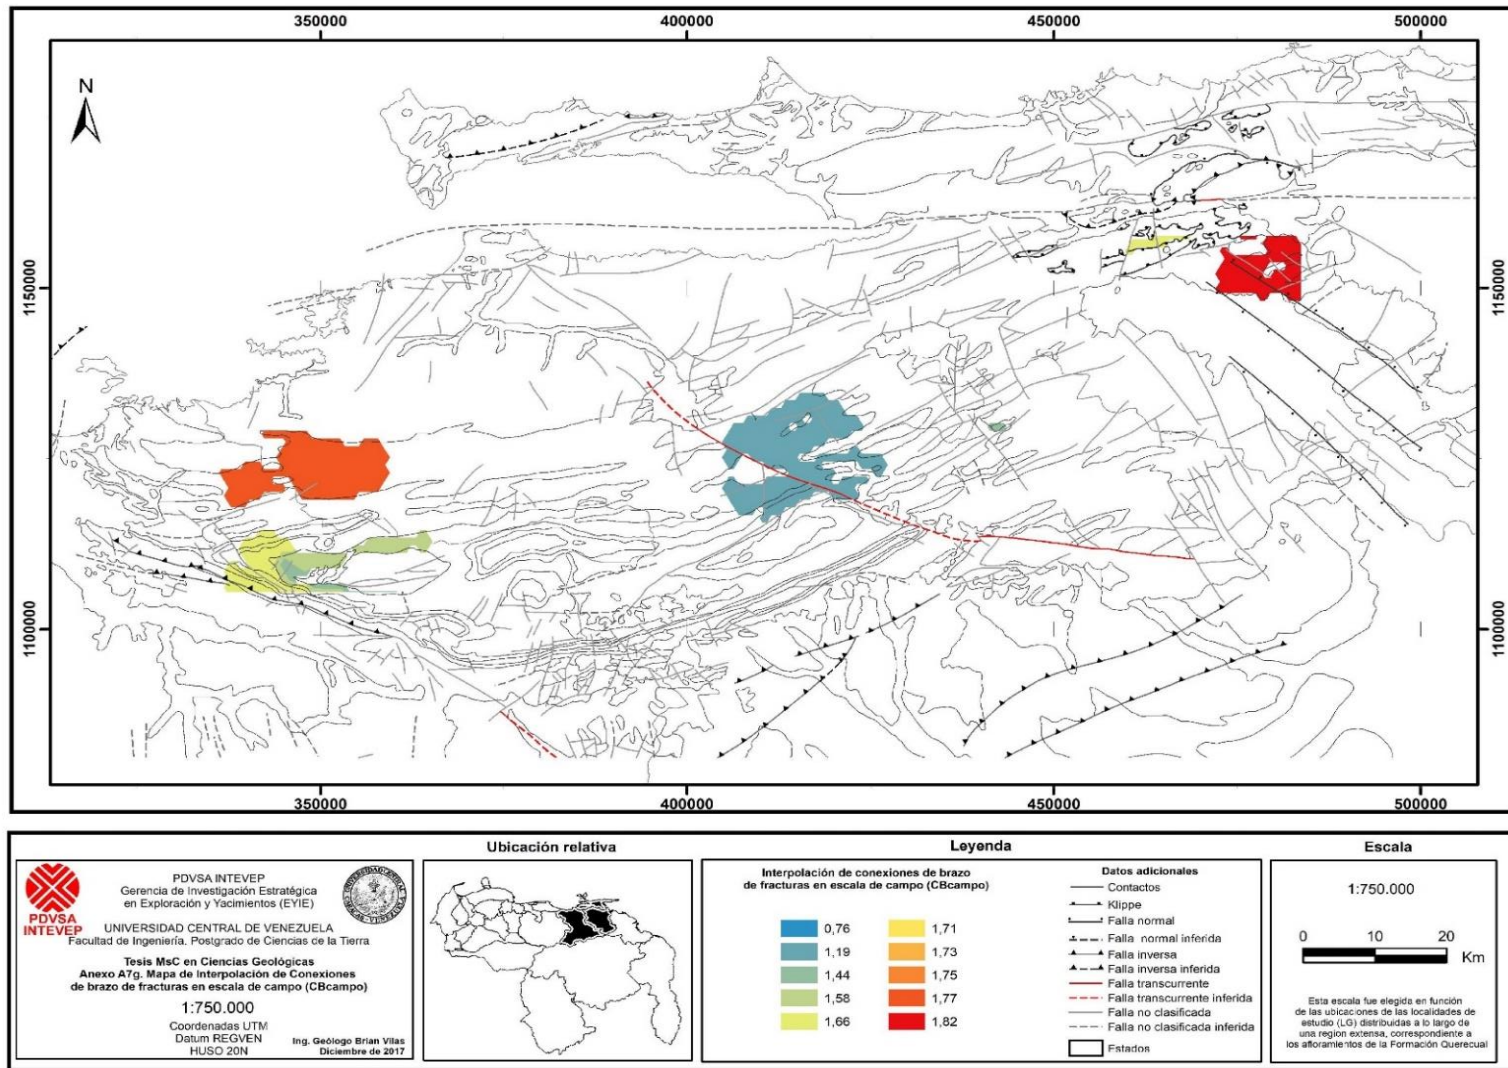 350000
400000
450000
500000
N
1150000
1150000
1100000
1100000
350000
400000
450000
500000
PDVSA
INTEVEP
PDVSA INTEVEP
Gerencia de Investigación Estratégica
en Exploración y Yacimientos (EYIE)
UNIVERSIDAD CENTRAL DE VENEZUELA
Facultad de Ingeniería. Postgrado de Ciencias de la Tierra
Tesis MsC en Ciencias Geológicas
Anexo A7g. Mapa de Interpolación de Conexiones
de brazo de fracturas en escala de campo (CBcampo)
1:750.000
Coordenadas UTM
Datum REGVEN
HUSO 20N
Ing. Geólogo Brian Vilas
Diciembre de 2017
Ubicación relativa
Leyenda
Interpolación de conexiones de brazo
de fracturas en escala de campo (CBcampo)
0,76
1,19
1,44
1,58
1,66
1,71
1,73
1,75
1,77
1,82
Datos adicionales
Contactos
Klippe
Falla normal
Falla normal inferida
Falla inversa
Falla inversa inferida
Falla transcurrente
Falla transcurrente inferida
Falla no clasificada
Falla no clasificada inferida
Estados
Escala
1:750.000
0 10 20
Km
Esta escala fue elegida en función
de las ubicaciones de las localidades de
estudio (LG) distribuidas a lo largo de
una region extensa, correspondiente a
los afloramientos de la Formación Querecual